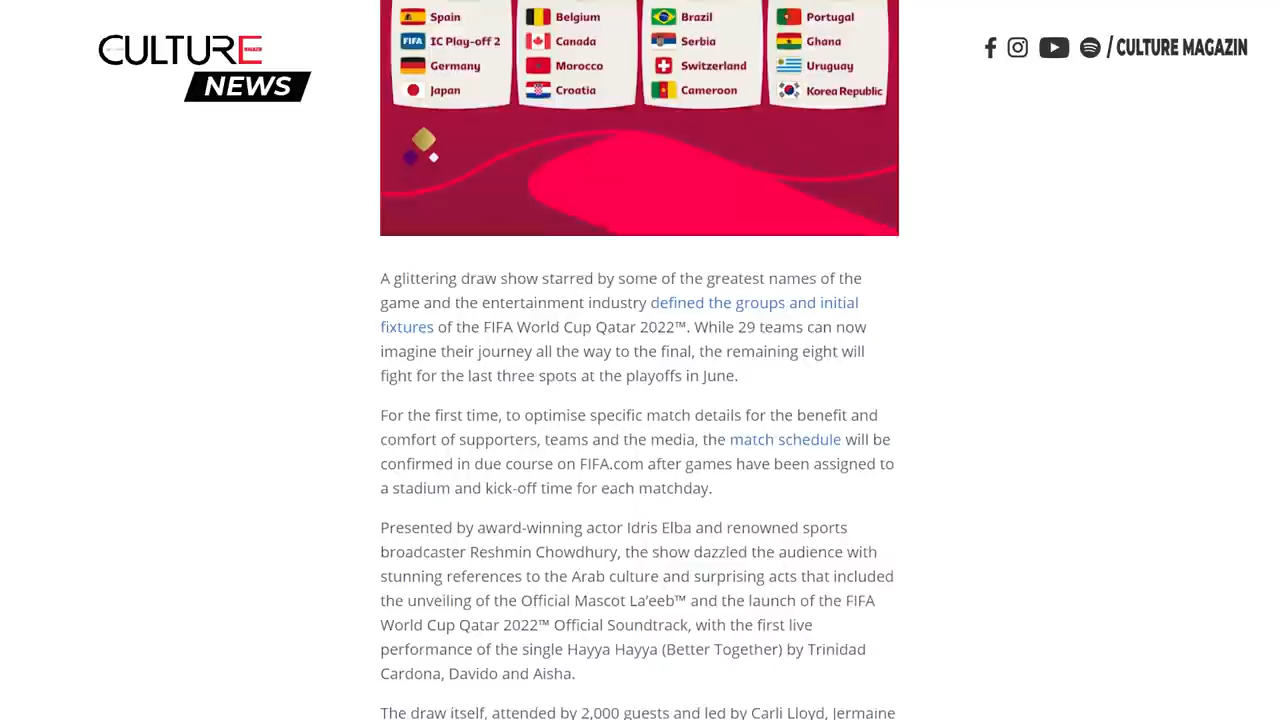 CULTURE
NEWS
/ CULTURE MAGAZIN
Spain
FIFA IC Play-off 2
Germany
Japan
Belgium
Canada
Morocco
Croatia
Brazil
Serbia
Switzerland
Cameroon
Portugal
Ghana
Uruguay
Korea Republic
A glittering draw show starred by some of the greatest names of the
game and the entertainment industry defined the groups and initial
fixtures of the FIFA World Cup Qatar 2022™. While 29 teams can now
imagine their journey all the way to the final, the remaining eight will
fight for the last three spots at the playoffs in June.
For the first time, to optimise specific match details for the benefit and
comfort of supporters, teams and the media, the match schedule will be
confirmed in due course on FIFA.com after games have been assigned to
a stadium and kick-off time for each matchday.
Presented by award-winning actor Idris Elba and renowned sports
broadcaster Reshmin Chowdhury, the show dazzled the audience with
stunning references to the Arab culture and surprising acts that included
the unveiling of the Official Mascot La’eeb™ and the launch of the FIFA
World Cup Qatar 2022™ Official Soundtrack, with the first live
performance of the single Hayya Hayya (Better Together) by Trinidad
Cardona, Davido and Aisha.
The draw itself, attended by 2,000 guests and led by Carli Lloyd, Jermaine